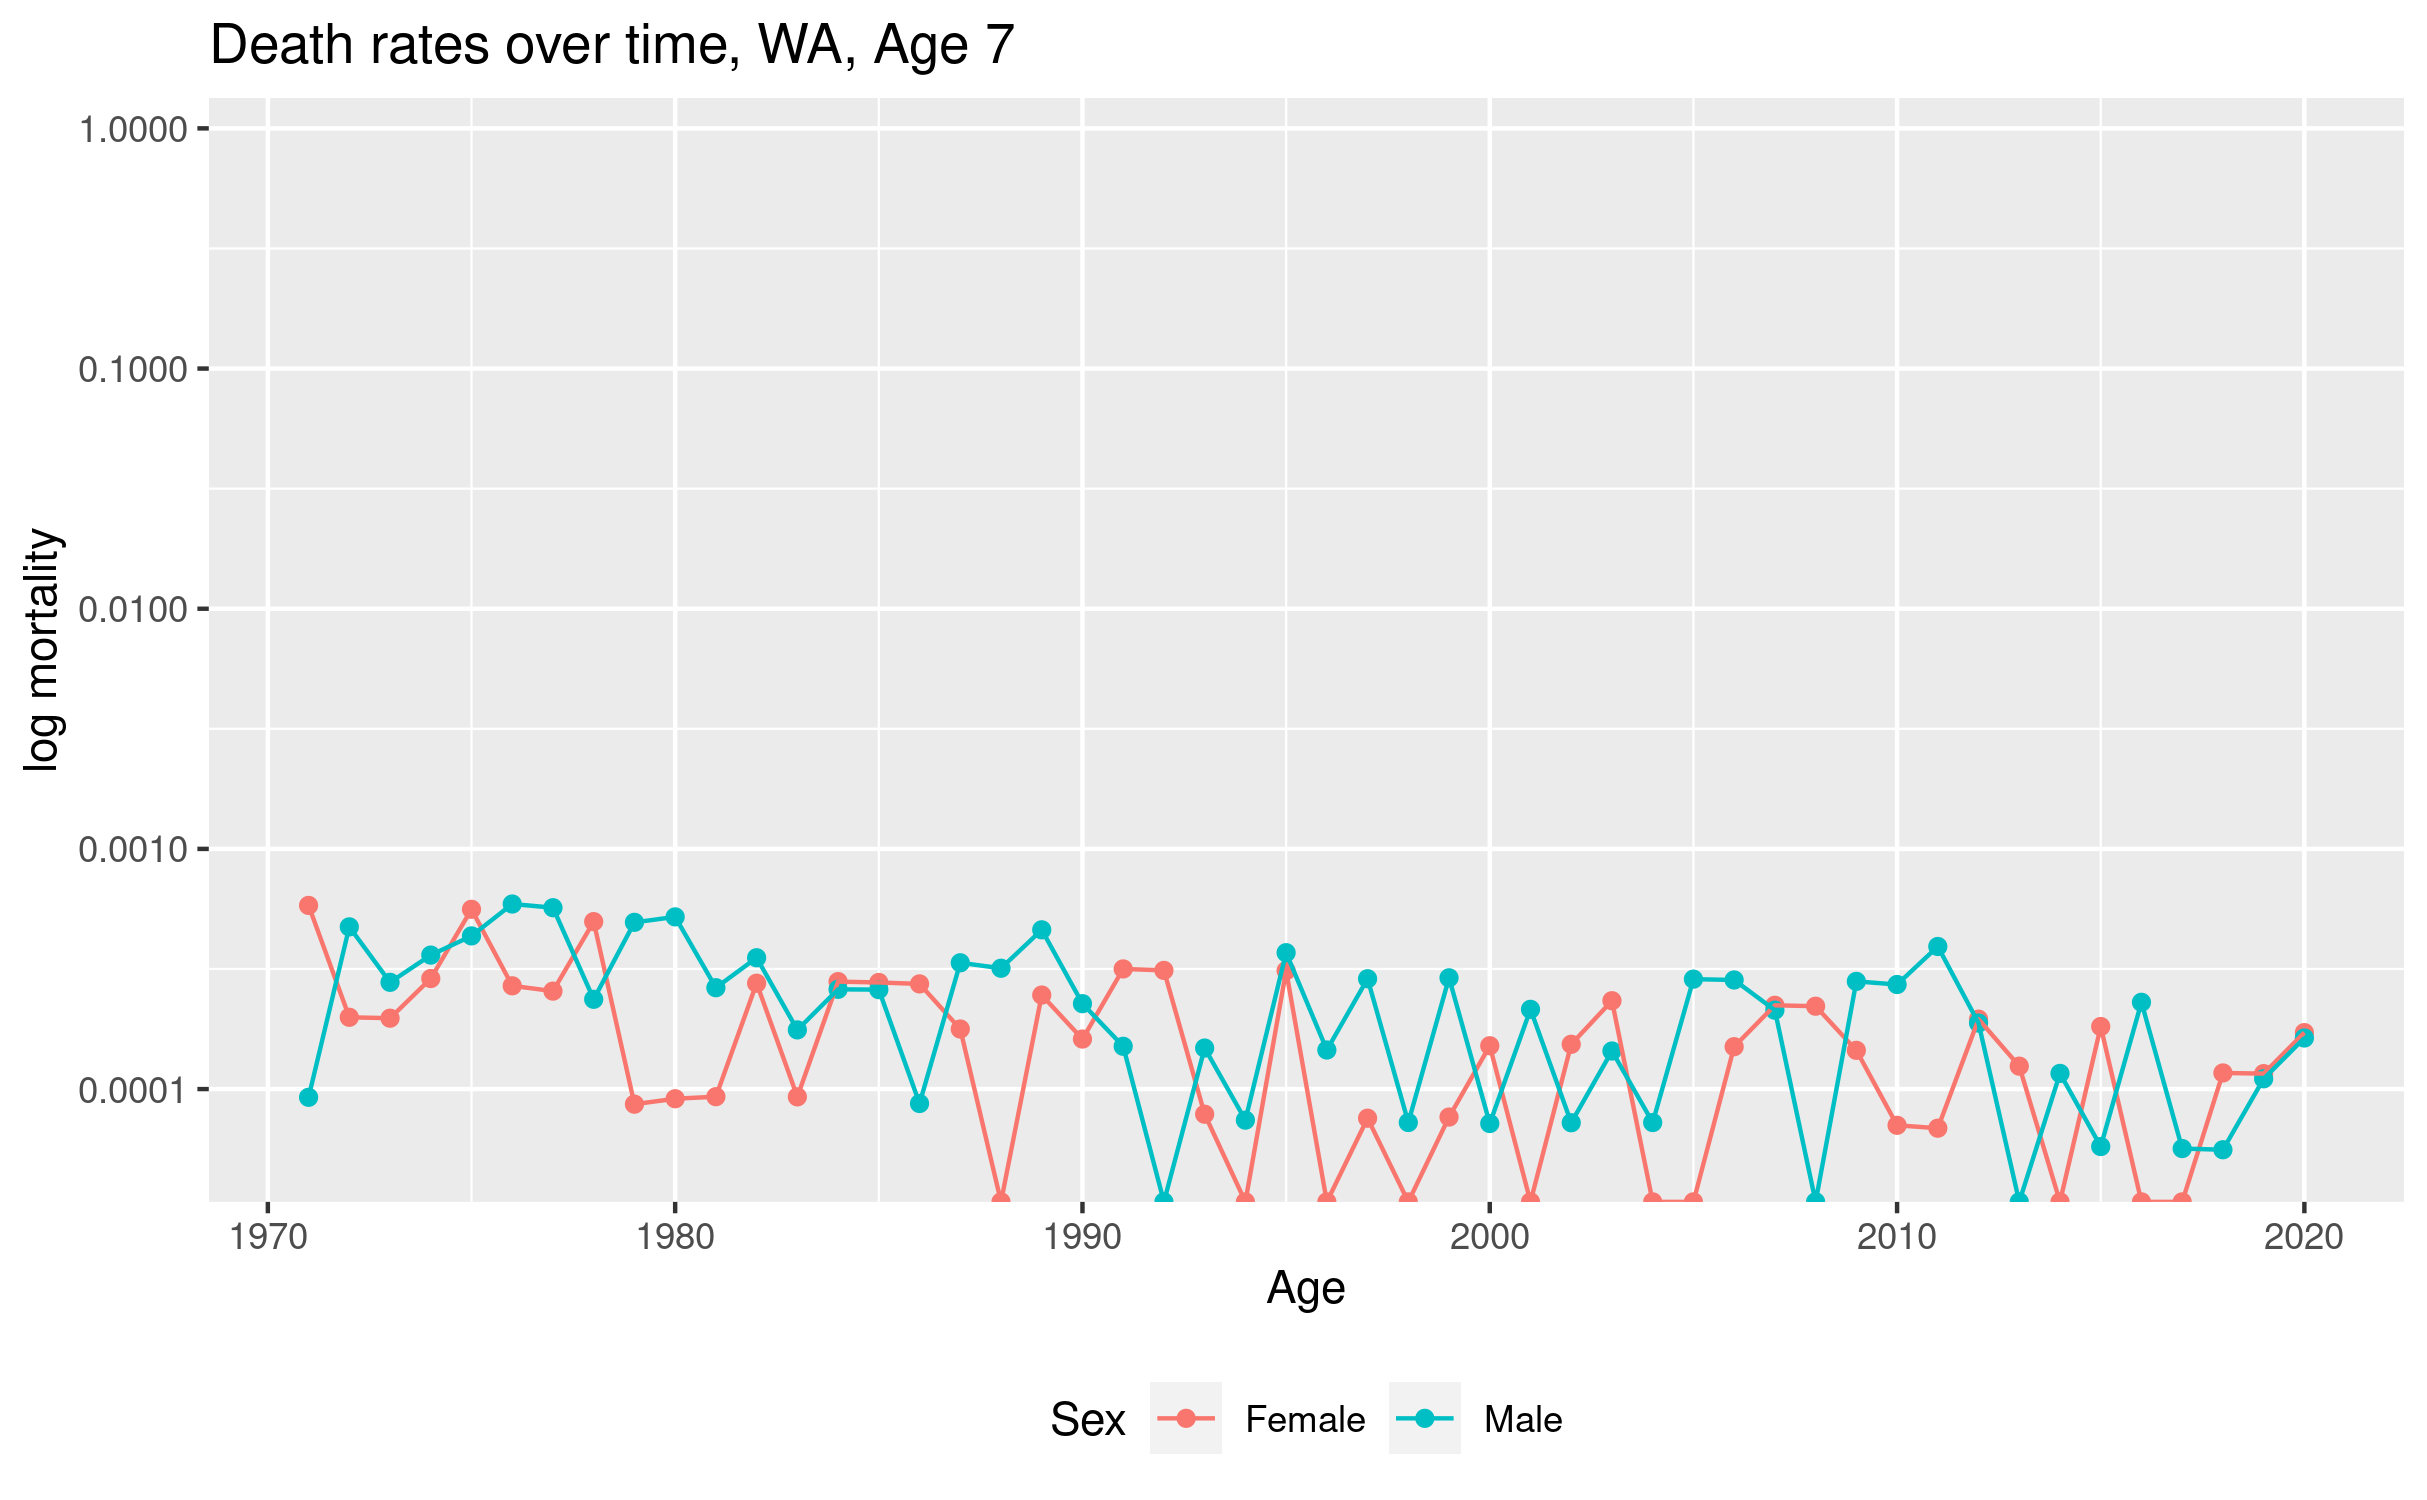 Death rates over time, WA, Age 7
log mortality
1.0000
0.1000
0.0100
0.0010
0.0001
1970 1980 1990 2000 2010 2020
Age
Sex Female Male